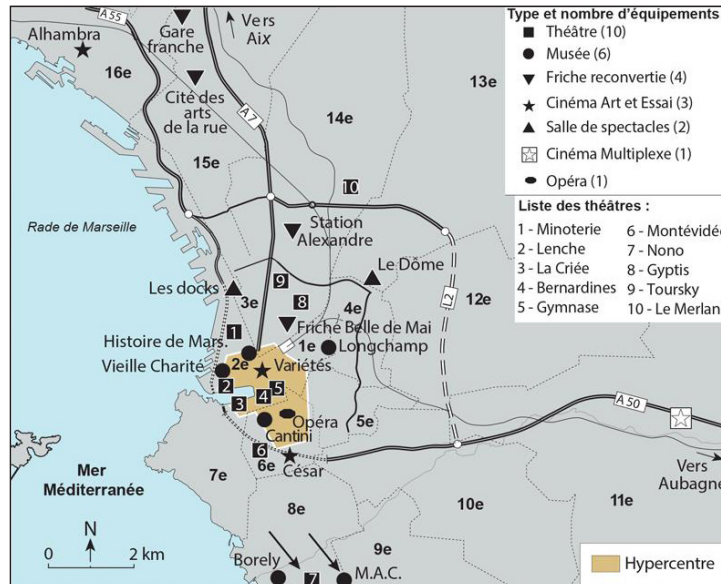 Type et nombre d'équipements
Théâtre (10)
Musée (6)
Friche reconvertie (4)
Cinéma Art et Essai (3)
Salle de spectacles (2)
Cinéma Multiplexe (1)
Opéra (1)
Liste des théâtres :
1 - Minoterie
2 - Lenche
3 - La Criée
4 - Bernardines
5 - Gymnase
6 - Montévidéo
7 - Nono
8 - Gyptis
9 - Toursky
10 - Le Merlan
A 55
Gare
franche
Vers
Aix
Alhambra
16e
Cité des
arts
de la rue
A 7
13e
14e
15e
10
Rade de Marseille
Station
Alexandre
Le Dôme
Les docks
9
3e
8
4e
L2
12e
1
Friche Belle de Mai
Histoire de Mars.
1e
Longchamp
Vieille Charité
2e
Variétés
2
5
4
3
Opéra
Cantini
5e
A 50
6
6e
César
7e
Vers
Aubagne
Mer
Méditerranée
8e
10e
11e
N
0
2 km
9e
Borely
7
M.A.C.
Hypercentre